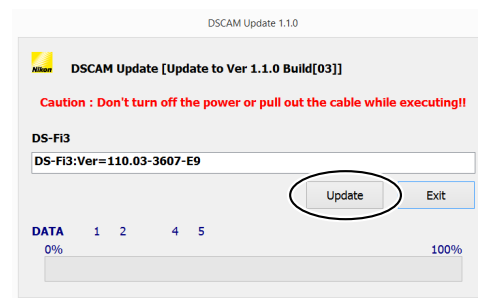 DSCAM Update 1.1.0
Nikon
DSCAM Update [Update to Ver 1.1.0 Build[03]]
Caution : Don't turn off the power or pull out the cable while executing!!
DS-Fi3
DS-Fi3:Ver=110.03-3607-E9
Update Exit
DATA 1 2 4 5
0% 100%